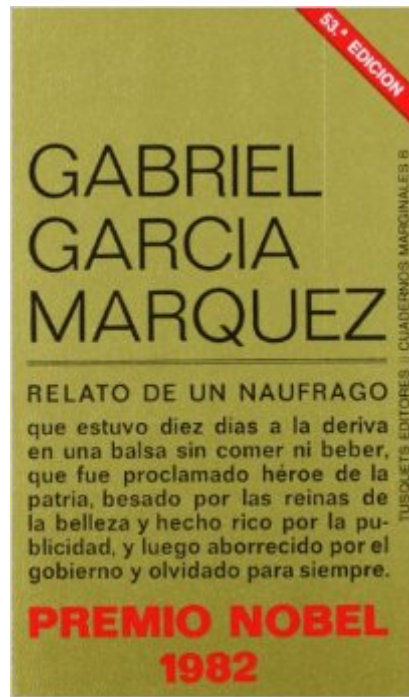 53.ª EDICION
GABRIEL
GARCIA
MARQUEZ
RELATO DE UN NAUFRAGO
que estuvo diez días a la deriva
en una balsa sin comer ni beber,
que fue proclamado héroe de la
patria, besado por las reinas de
la belleza y hecho rico por la pu-
blicidad, y luego aborrecido por el
gobierno y olvidado para siempre.
PREMIO NOBEL
1982
TUSQUETS EDITORES :: CUADERNOS MARGINALES 8